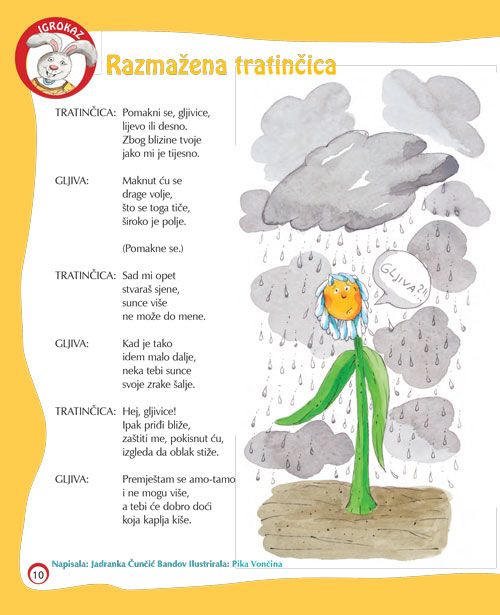 IGROKAZ
Razmažena tratinčica
TRATINČICA: Pomakni se, gljivice,
lijevo ili desno.
Zbog blizine tvoje
jako mi je tijesno.
GLJIVA: Maknut ću se
drage volje,
što se toga tiče,
široko je polje.
(Pomakne se.)
TRATINČICA: Sad mi opet
stvaraš sjene,
sunce više
ne može do mene.
GLJIVA: Kad je tako
idem malo dalje,
neka tebi sunce
svoje zrake šalje.
TRATINČICA: Hej, gljivice!
Ipak priđi bliže,
zaštiti me, pokisnut ću,
izgleda da oblak stiže.
GLJIVA: Premještam se amo-tamo
i ne mogu više,
a tebi će dobro doći
koja kaplja kiše.
GLJIVA?!!
Napisala: Jadranka Čunčić Bandov Ilustrirala: Pika Vončina
10